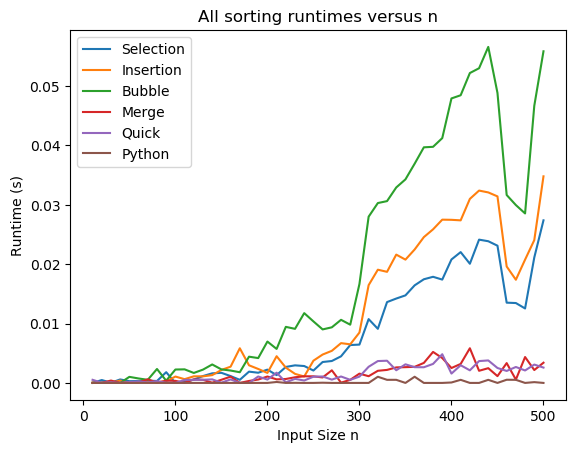 All sorting runtimes versus n
Selection
Insertion
Bubble
Merge
Quick
Python
Runtime (s)
0.05
0.04
0.03
0.02
0.01
0.00
0 100 200 300 400 500
Input Size n